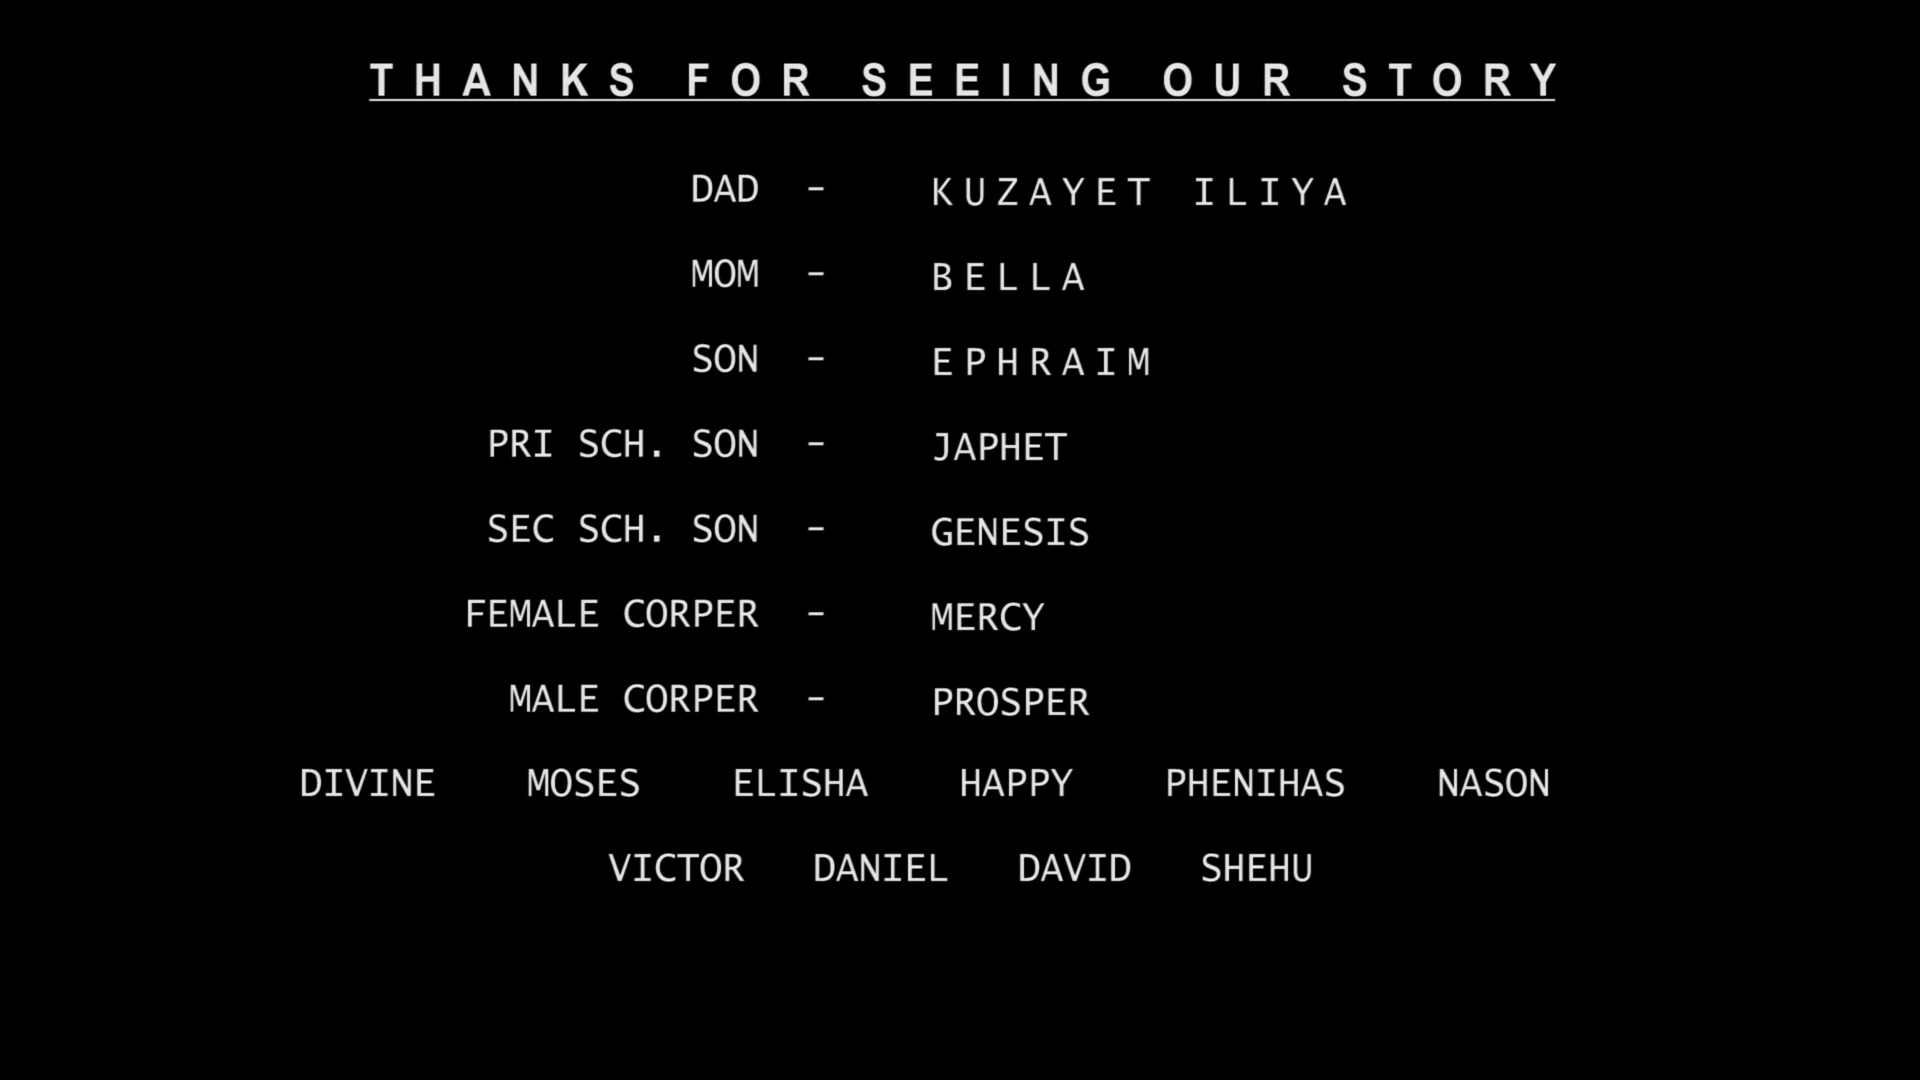 THANKS FOR SEEING OUR STORY
DAD - KUZAYET ILIYA
MOM - BELLA
SON - EPHRAIM
PRI SCH. SON - JAPHET
SEC SCH. SON - GENESIS
FEMALE CORPER - MERCY
MALE CORPER - PROSPER
DIVINE MOSES ELISHA HAPPY PHENIHAS NASON
VICTOR DANIEL DAVID SHEHU